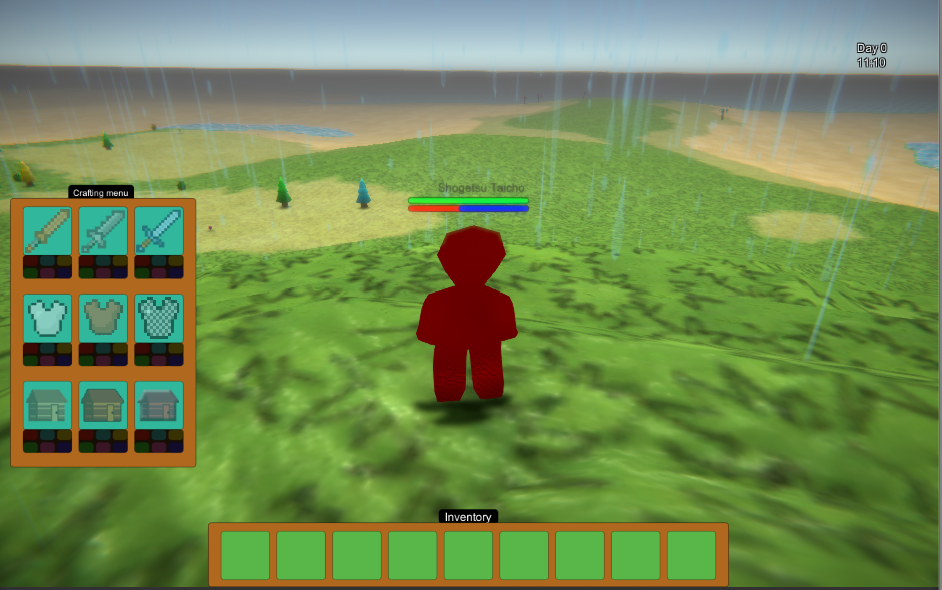 Day 0
11:10
Crafting menu
Shogetsu Taicho
Inventory